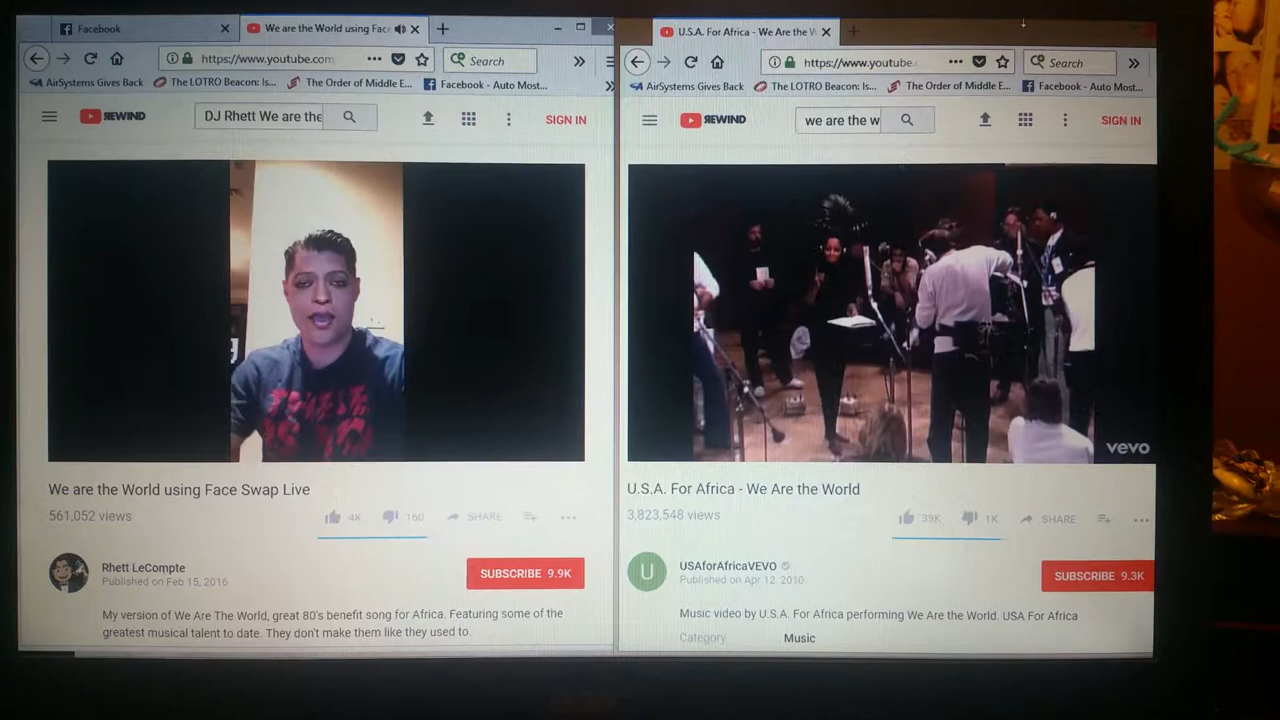 Facebook
We are the World using Face
https://www.youtube.com
Search
AirSystems Gives Back
The LOTRO Beacon: Is...
The Order of Middle E...
Facebook - Auto Most...
REWIND
DJ Rhett We are the
SIGN IN
We are the World using Face Swap Live
561,052 views
4K
160
SHARE
Rhett LeCompte
Published on Feb 15, 2016
SUBSCRIBE 9.9K
My version of We Are The World, great 80's benefit song for Africa. Featuring some of the
greatest musical talent to date. They don't make them like they used to.
U.S.A. For Africa - We Are the W
https://www.youtube.c
Search
AirSystems Gives Back
The LOTRO Beacon: Is...
The Order of Middle E...
Facebook - Auto Most...
REWIND
we are the w
SIGN IN
vevo
U.S.A. For Africa - We Are the World
3,823,548 views
39K
1K
SHARE
U
USAforAfricaVEVO
Published on Apr 12, 2010
SUBSCRIBE 9.3K
Music video by U.S.A. For Africa performing We Are the World. USA For Africa
Category
Music